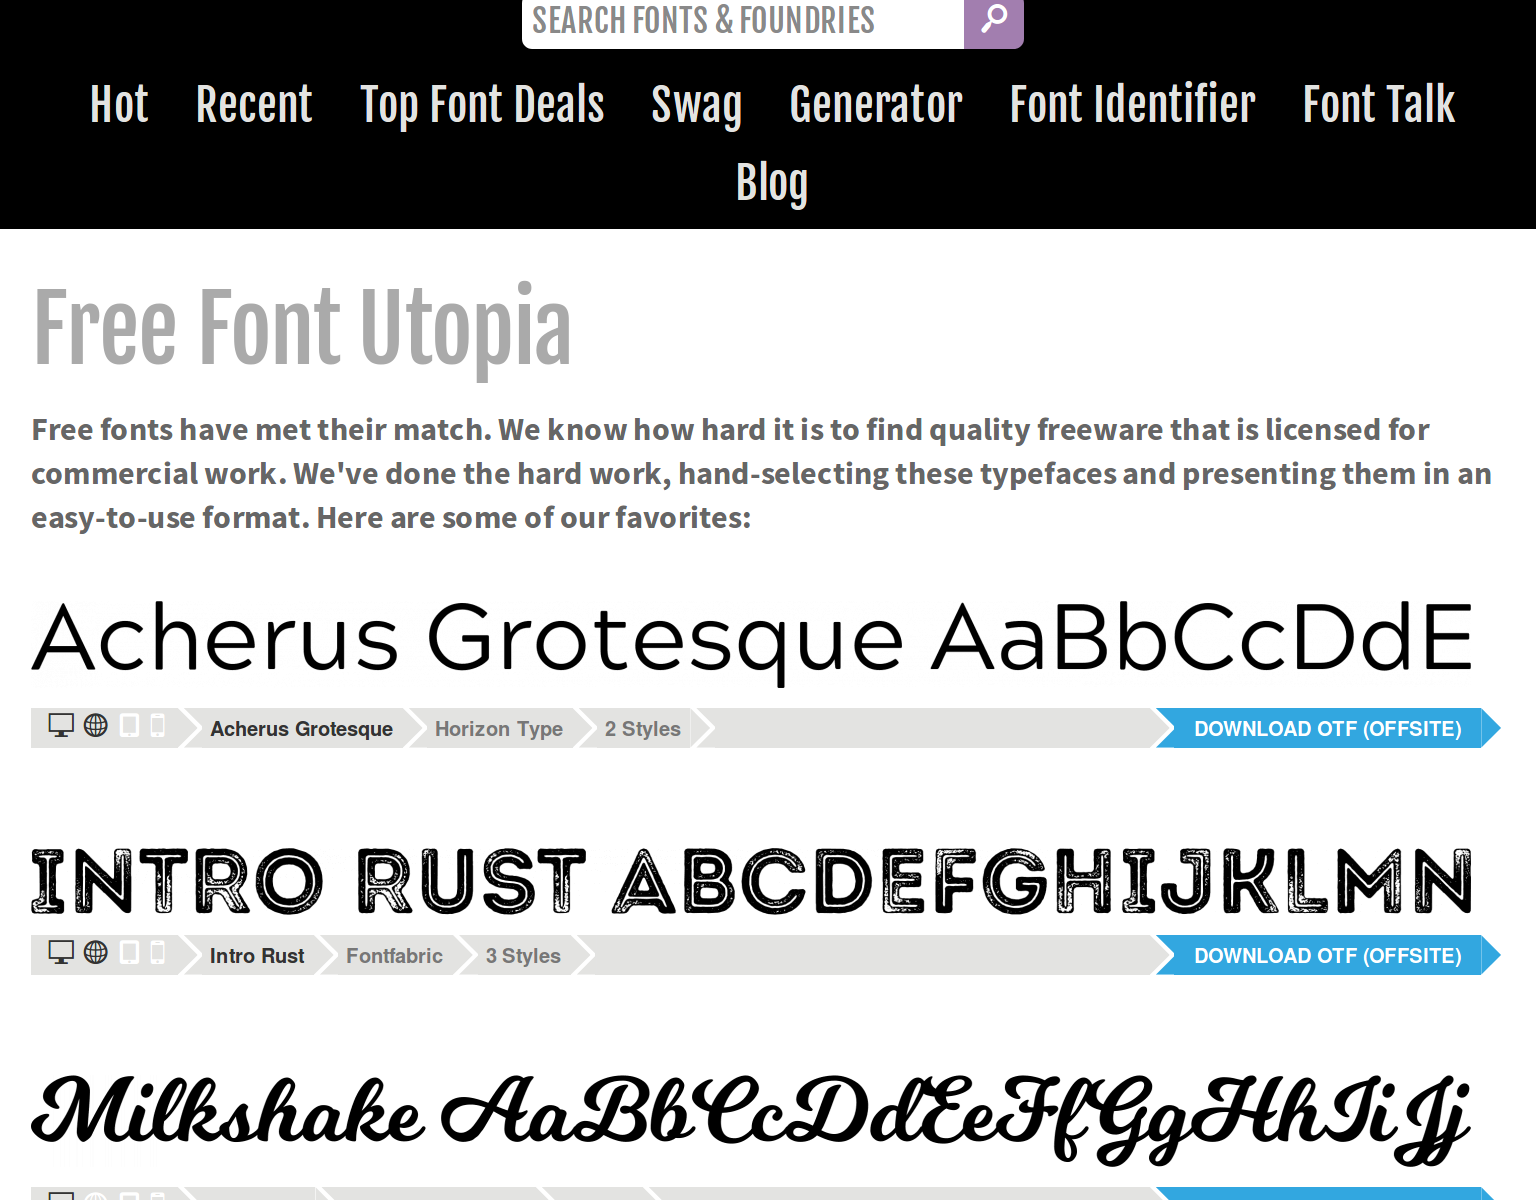 SEARCH FONTS & FOUNDRIES
Hot Recent Top Font Deals Swag Generator Font Identifier Font Talk
Blog
Free Font Utopia
Free fonts have met their match. We know how hard it is to find quality freeware that is licensed for
commercial work. We've done the hard work, hand-selecting these typefaces and presenting them in an
easy-to-use format. Here are some of our favorites:
Acherus Grotesque AaBbCcDdE
Acherus Grotesque Horizon Type 2 Styles DOWNLOAD OTF (OFFSITE)
INTRO RUST ABCDEFGHIJKLMN
Intro Rust Fontfabric 3 Styles DOWNLOAD OTF (OFFSITE)
Milkshake AaBbCcDdEeFfGgHhIiJj